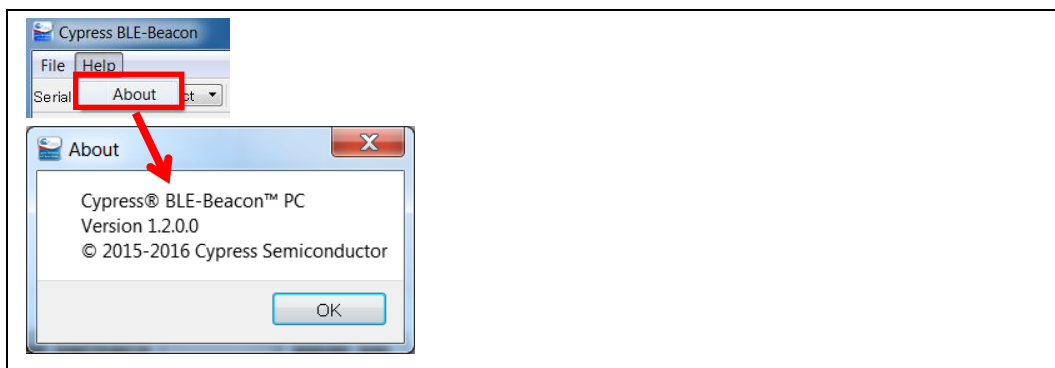 Cypress BLE-Beacon
File Help
Serial About ct
About
X
Cypress® BLE-Beacon™ PC
Version 1.2.0.0
© 2015-2016 Cypress Semiconductor
OK